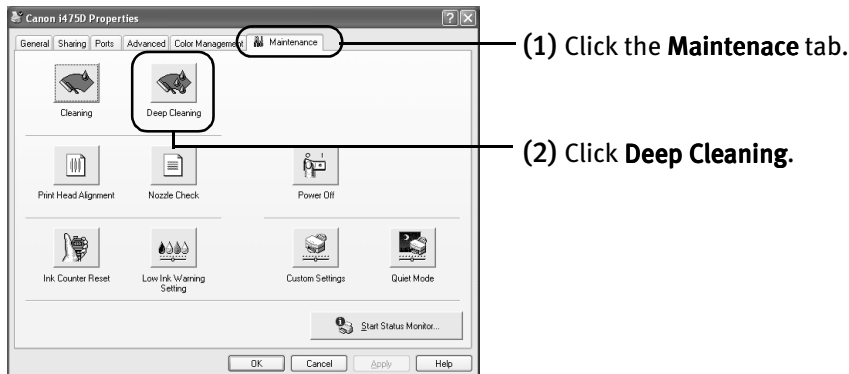 Canon i475D Properties
General Sharing Ports Advanced Color Management Maintenance
(1) Click the Maintenace tab.
Cleaning Deep Cleaning
(2) Click Deep Cleaning.
Print Head Alignment Nozzle Check Power Off
Ink Counter Reset Low Ink Warning Setting Custom Settings Quiet Mode
Start Status Monitor...
OK Cancel Apply Help